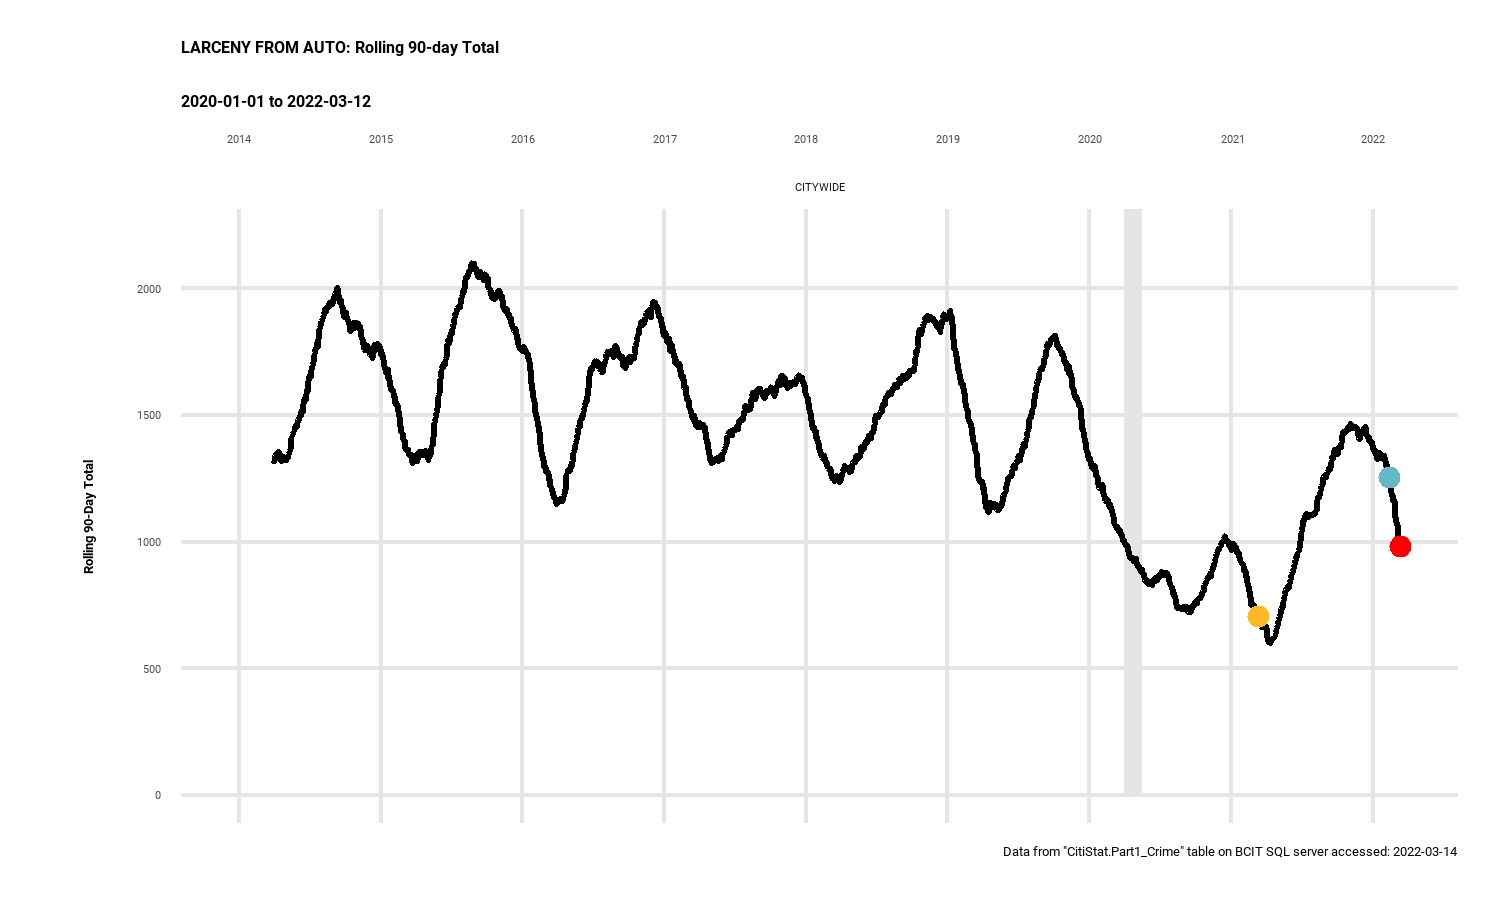 LARCENY FROM AUTO: Rolling 90-day Total
2020-01-01 to 2022-03-12
2014 2015 2016 2017 2018 2019 2020 2021 2022
CITYWIDE
2000
1500
1000
500
0
Rolling 90-Day Total
Data from "CitiStat.Part1_Crime" table on BCIT SQL server accessed: 2022-03-14